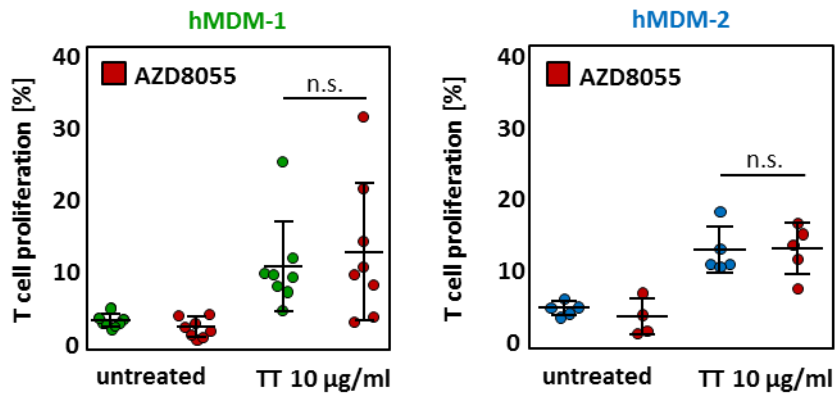 hMDM-1
T cell proliferation [%]
40
30
20
10
0
AZD8055
n.s.
untreated
TT 10 µg/ml
hMDM-2
T cell proliferation [%]
40
30
20
10
0
AZD8055
n.s.
untreated
TT 10 µg/ml